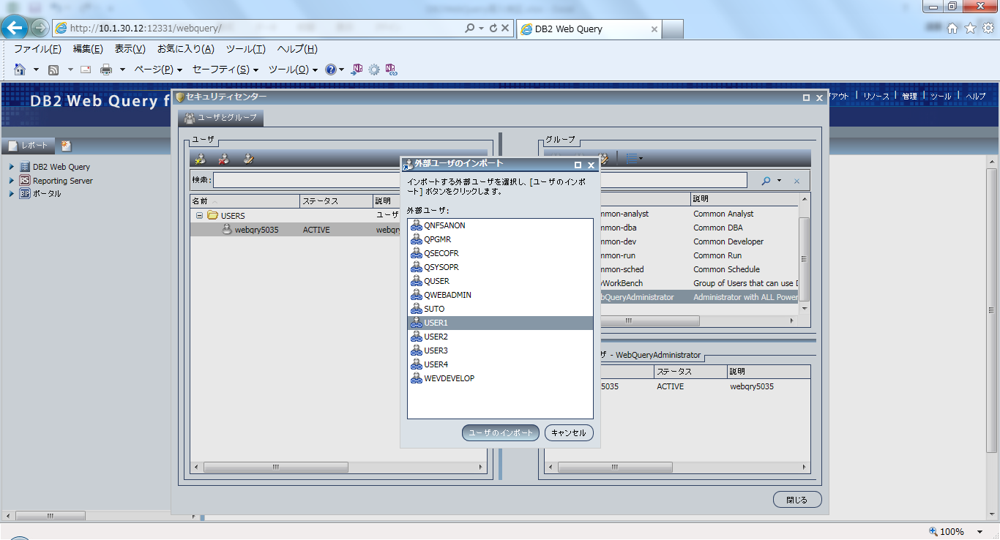 http://10.1.30.12:12331/webquery/
DB2 Web Query
ファイル(F) 編集(E) 表示(V) お気に入り(A) ツール(T) ヘルプ(H)
ページ(P) セーフティ(S) ツール(O)
DB2 Web Query f
アウト | リソース | 管理 | ツール | ヘルプ
セキュリティセンター
ユーザとグループ
レポート
DB2 Web Query
Reporting Server
ポータル
ユーザ
検索:
名前 ステータス 説明
USERS ユーザ
webqry5035 ACTIVE webqry
外部ユーザのインポート
インポートする外部ユーザを選択し、[ユーザのインポ
ート] ボタンをクリックします。
外部ユーザ:
QNFSANON
QPGMR
QSECOFR
QSYSOPR
QUSER
QWEBADMIN
SUTO
USER1
USER2
USER3
USER4
WEVDEVELOP
ユーザのインポート キャンセル
グループ
説明
mmon-analyst Common Analyst
mmon-dba Common DBA
mmon-dev Common Developer
mmon-run Common Run
mmon-sched Common Schedule
WorkBench Group of Users that can use D
bQueryAdministrator Administrator with ALL Power
ザ - WebQueryAdministrator
ステータス 説明
5035 ACTIVE webqry5035
閉じる
100%